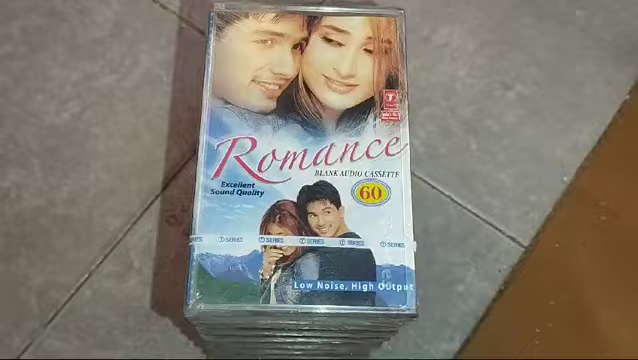 Romance
BLANK AUDIO CASSETTE
Excellent
Sound Quality
60
T SERIES T SERIES T SERIES T SERIES T SERIES
Low Noise, High Output